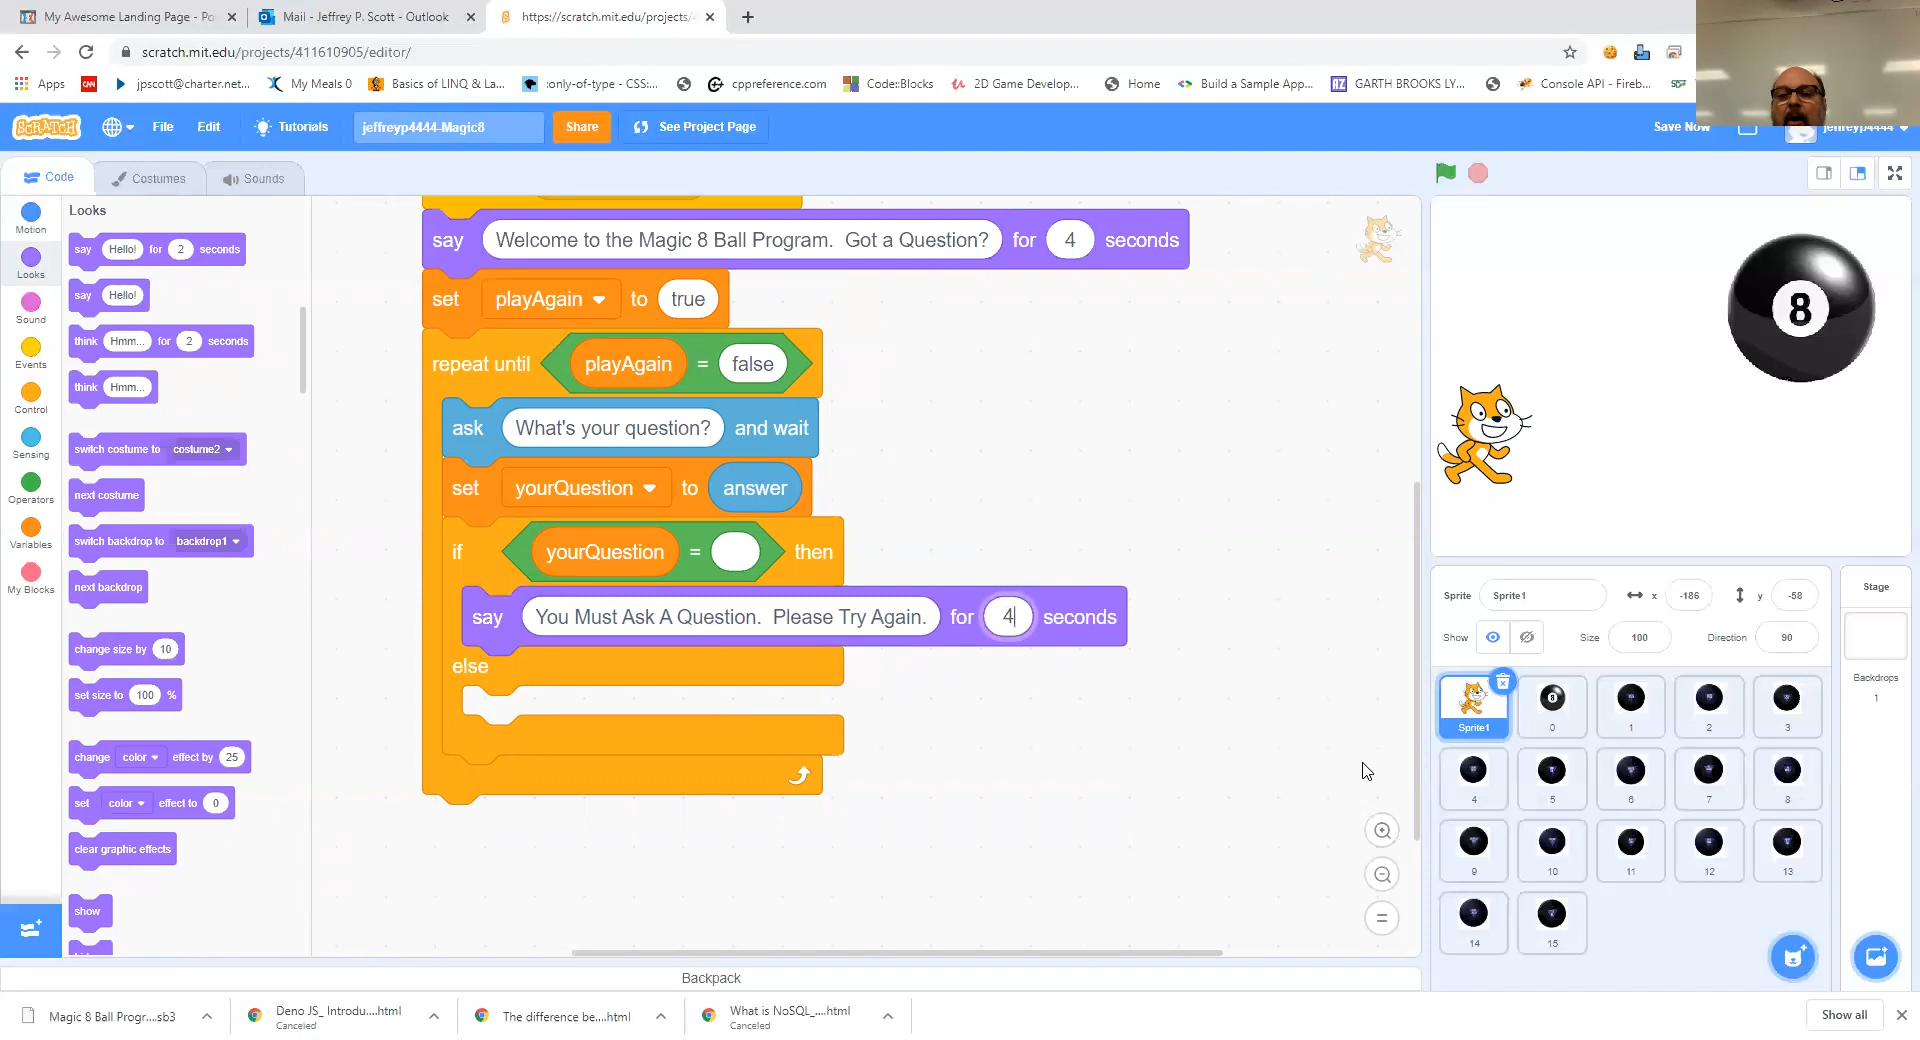 My Awesome Landing Page - Po
Mail - Jeffrey P. Scott - Outlook
https://scratch.mit.edu/projects/4
scratch.mit.edu/projects/411610905/editor/
Apps
CNN
jpscott@charter.net...
My Meals 0
Basics of LINQ & La...
:only-of-type - CSS:...
cppreference.com
Code::Blocks
2D Game Develop...
Home
Build a Sample App...
GARTH BROOKS LY...
Console API - Fireb...
SCRATCH
File
Edit
Tutorials
jeffreyp4444-Magic8
Share
See Project Page
Save Now
jeffreyp4444
Code
Costumes
Sounds
Motion
Looks
Sound
Events
Control
Sensing
Operators
Variables
My Blocks
Looks
say Hello! for 2 seconds
say Hello!
think Hmm... for 2 seconds
think Hmm...
switch costume to costume2
next costume
switch backdrop to backdrop1
next backdrop
change size by 10
set size to 100 %
change color effect by 25
set color effect to 0
clear graphic effects
show
say Welcome to the Magic 8 Ball Program. Got a Question? for 4 seconds
set playAgain to true
repeat until playAgain = false
ask What's your question? and wait
set yourQuestion to answer
if yourQuestion = then
say You Must Ask A Question. Please Try Again. for 4 seconds
else
8
Sprite Sprite1 x -186 y -58
Show Size 100 Direction 90
Stage
Backdrops
1
Sprite1
0
1
2
3
4
5
6
7
8
9
10
11
12
13
14
15
Backpack
Magic 8 Ball Progr....sb3
Deno JS_ Introdu....html
Canceled
The difference be....html
What is NoSQL_....html
Canceled
Show all